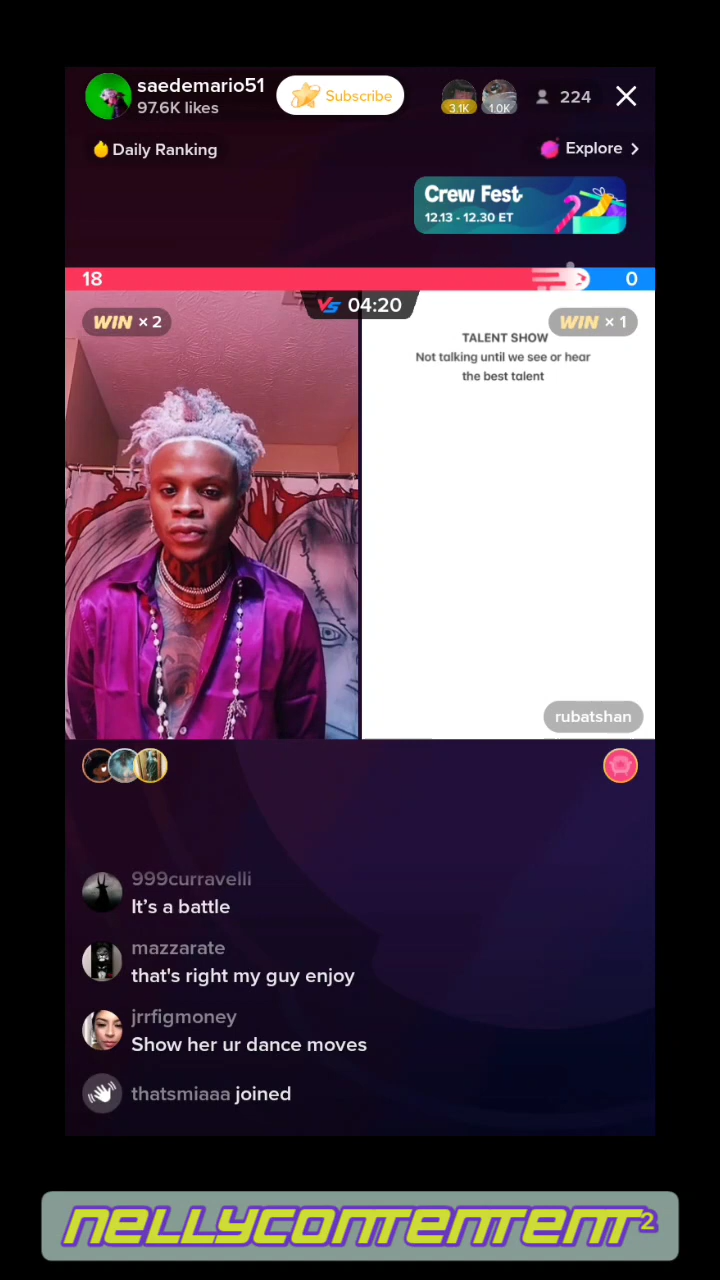 saedemario51
97.6K likes
Subscribe
3.1K
1.0K
224
Daily Ranking
Explore
Crew Fest
12.13 - 12.30 ET
18
0
VS 04:20
WIN × 2
WIN × 1
TALENT SHOW
Not talking until we see or hear
the best talent
rubatshan
999curravelli
It’s a battle
mazzarate
that's right my guy enjoy
jrrfigmoney
Show her ur dance moves
thatsmiaaa joined
NELLYCONTENTENT²